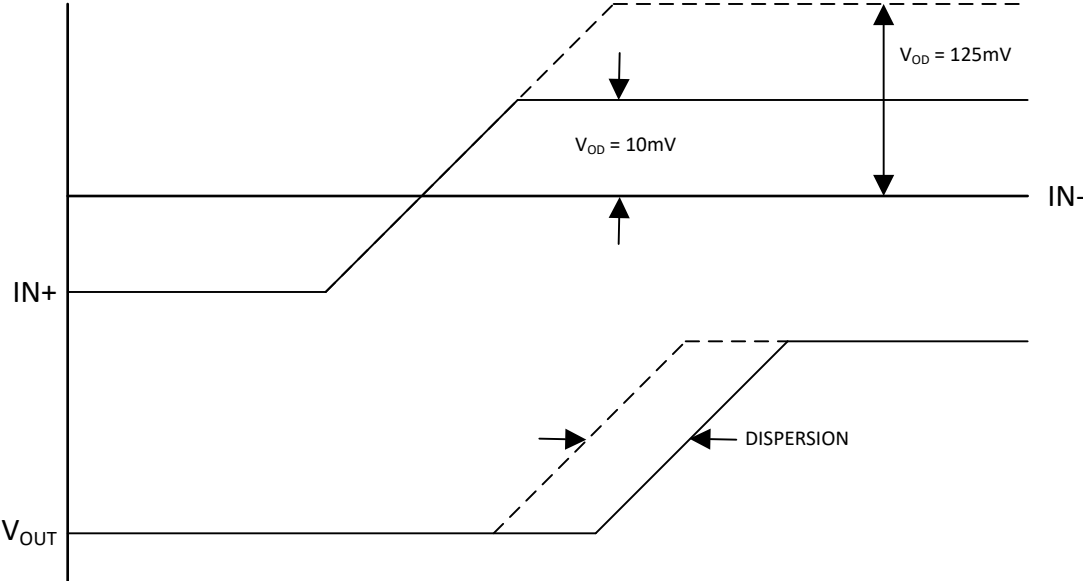 V_OD = 125mV
V_OD = 10mV
IN-
IN+
DISPERSION
V_OUT